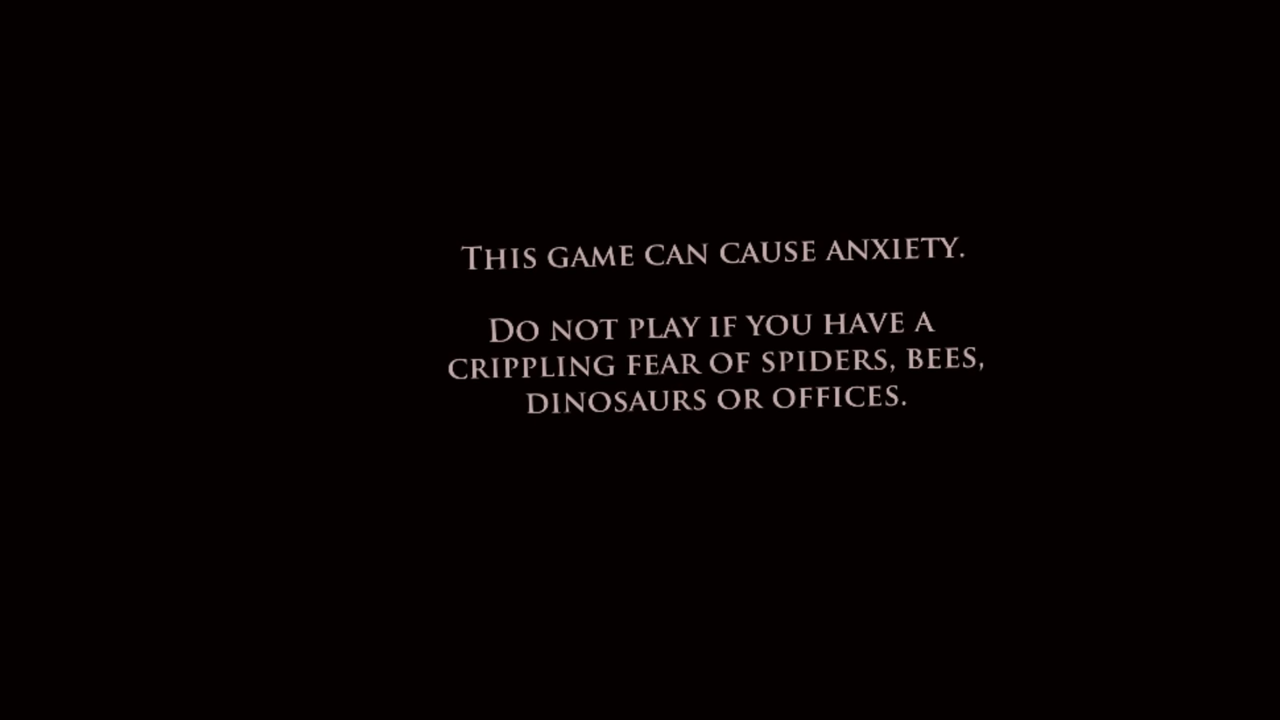 This game can cause anxiety.
Do not play if you have a
crippling fear of spiders, bees,
dinosaurs or offices.